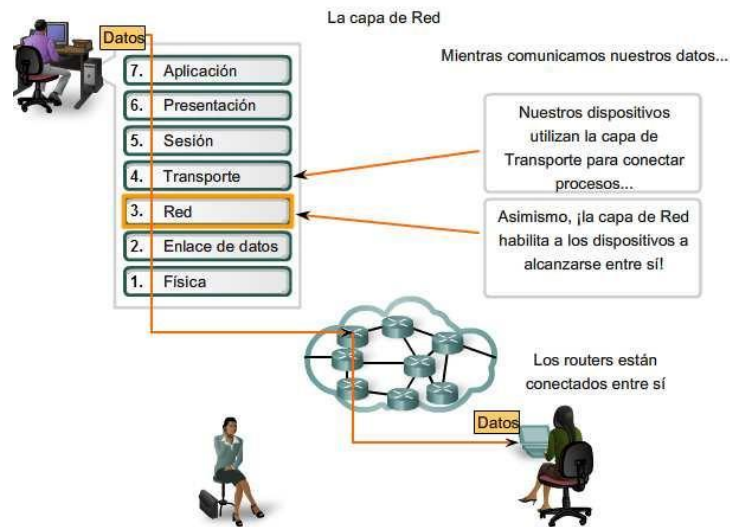 La capa de Red
Datos
Mientras comunicamos nuestros datos...
7. Aplicación
6. Presentación
5. Sesión
4. Transporte
3. Red
2. Enlace de datos
1. Física
Nuestros dispositivos
utilizan la capa de
Transporte para conectar
procesos...
Asimismo, ¡la capa de Red
habilita a los dispositivos a
alcanzarse entre sí!
Los routers están
conectados entre sí
Datos